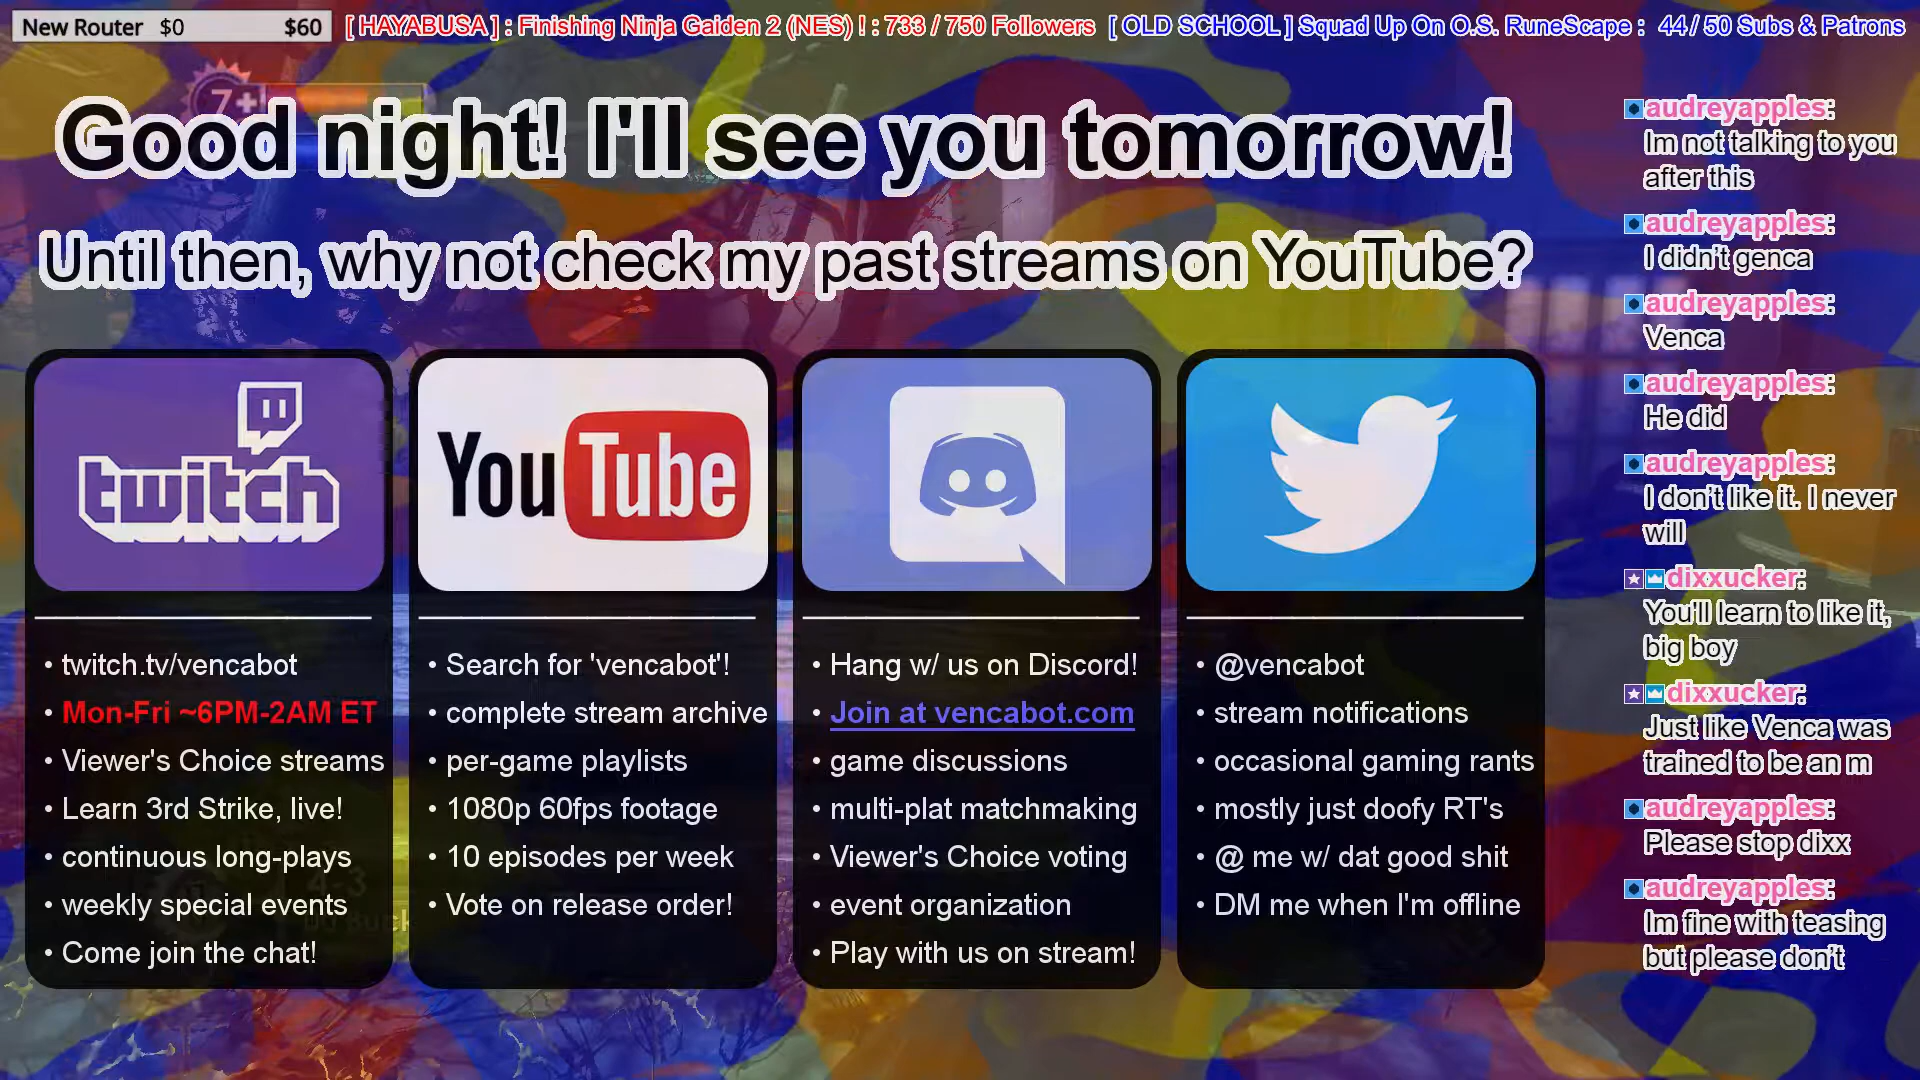 New Router $0 $60
[ HAYABUSA ] : Finishing Ninja Gaiden 2 (NES) ! : 733 / 750 Followers [ OLD SCHOOL ] Squad Up On O.S. RuneScape : 44 / 50 Subs & Patrons
7+
Good night! I'll see you tomorrow!
Until then, why not check my past streams on YouTube?
twitch
• twitch.tv/vencabot
• Mon-Fri ~6PM-2AM ET
• Viewer's Choice streams
• Learn 3rd Strike, live!
• continuous long-plays
• weekly special events
• Come join the chat!
YouTube
• Search for 'vencabot'!
• complete stream archive
• per-game playlists
• 1080p 60fps footage
• 10 episodes per week
• Vote on release order!
• Hang w/ us on Discord!
• Join at vencabot.com
• game discussions
• multi-plat matchmaking
• Viewer's Choice voting
• event organization
• Play with us on stream!
• @vencabot
• stream notifications
• occasional gaming rants
• mostly just doofy RT's
• @ me w/ dat good shit
• DM me when I'm offline
audreyapples:
Im not talking to you
after this
audreyapples:
I didn't genca
audreyapples:
Venca
audreyapples:
He did
audreyapples:
I don't like it. I never
will
dixxucker:
You'll learn to like it,
big boy
dixxucker:
Just like Venca was
trained to be an m
audreyapples:
Please stop dixx
audreyapples:
Im fine with teasing
but please don't